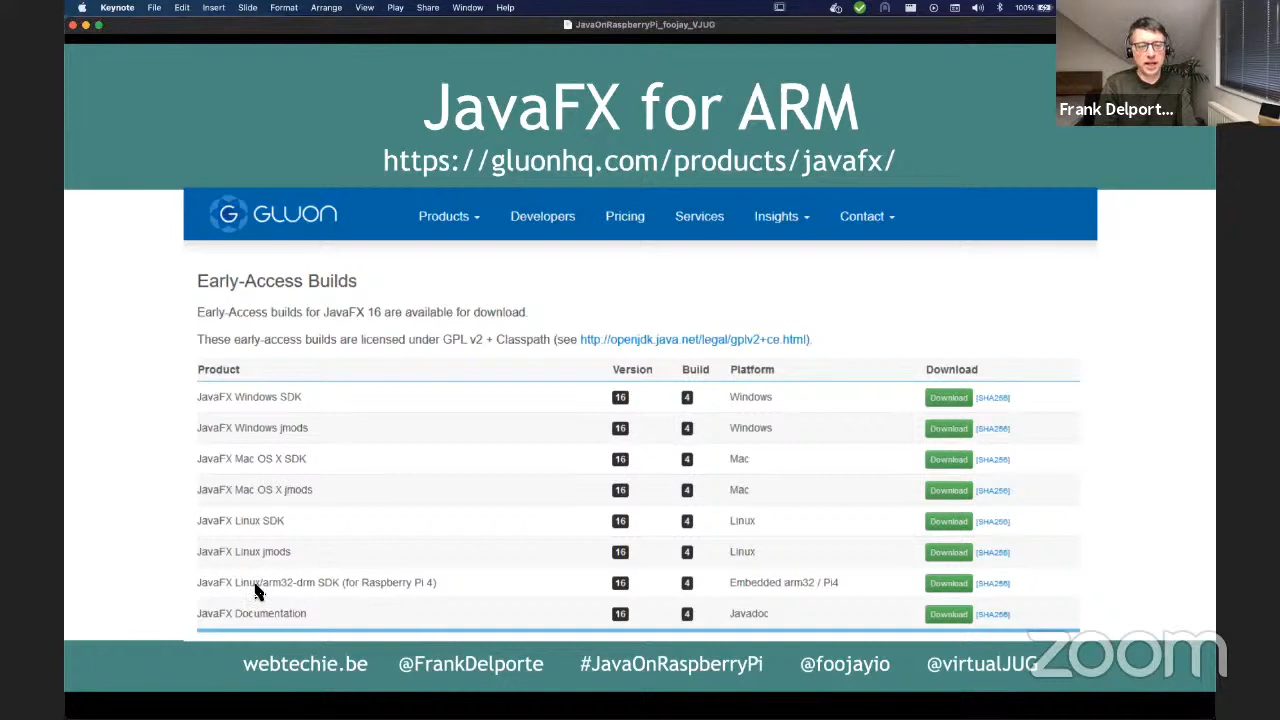 Keynote File Edit Insert Slide Format Arrange View Play Share Window Help 100%
JavaOnRaspberryPi_foojay_VJUG
JavaFX for ARM
https://gluonhq.com/products/javafx/
Frank Delport...
GLUON Products Developers Pricing Services Insights Contact
Early-Access Builds
Early-Access builds for JavaFX 16 are available for download.
These early-access builds are licensed under GPL v2 + Classpath (see http://openjdk.java.net/legal/gplv2+ce.html).
Product Version Build Platform Download
JavaFX Windows SDK 16 4 Windows Download [SHA256]
JavaFX Windows jmods 16 4 Windows Download [SHA256]
JavaFX Mac OS X SDK 16 4 Mac Download [SHA256]
JavaFX Mac OS X jmods 16 4 Mac Download [SHA256]
JavaFX Linux SDK 16 4 Linux Download [SHA256]
JavaFX Linux jmods 16 4 Linux Download [SHA256]
JavaFX Linux/arm32-drm SDK (for Raspberry Pi 4) 16 4 Embedded arm32 / Pi4 Download [SHA256]
JavaFX Documentation 16 4 Javadoc Download [SHA256]
webtechie.be @FrankDelporte #JavaOnRaspberryPi @foojayio @virtualJUG
zoom